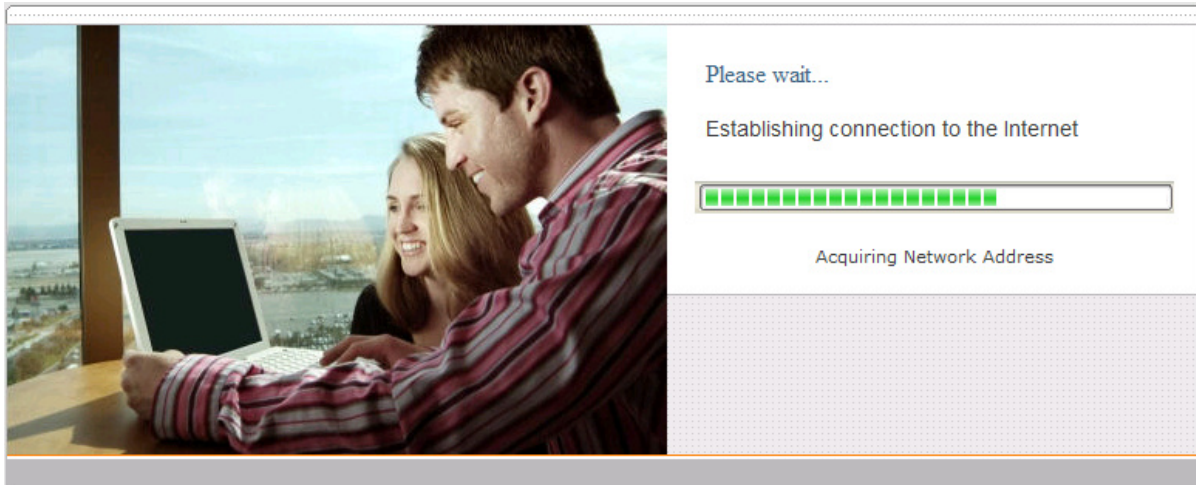 Please wait...
Establishing connection to the Internet
Acquiring Network Address